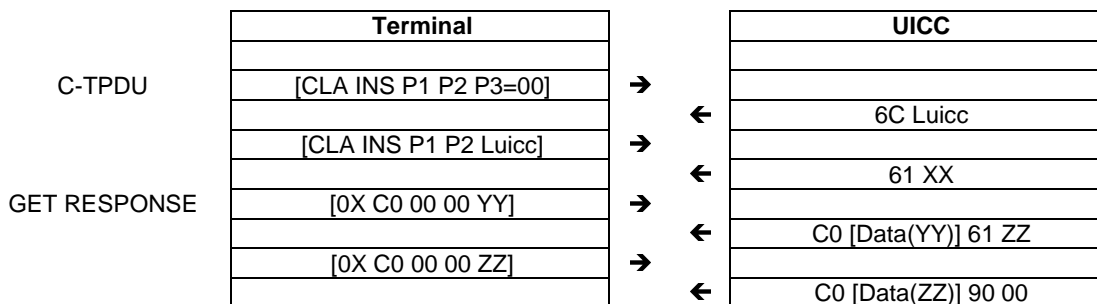 Terminal UICC
C-TPDU [CLA INS P1 P2 P3=00] →
← 6C Luicc
[CLA INS P1 P2 Luicc] →
← 61 XX
GET RESPONSE [0X C0 00 00 YY] →
← C0 [Data(YY)] 61 ZZ
[0X C0 00 00 ZZ] →
← C0 [Data(ZZ)] 90 00